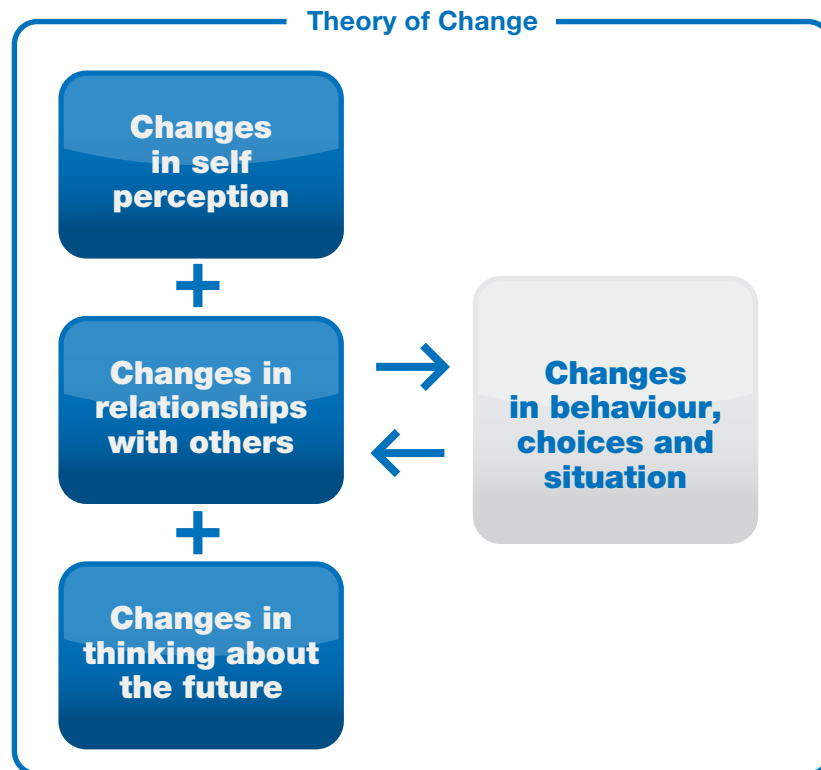 Theory of Change
Changes
in self
perception
+
Changes in
relationships
with others
+
Changes in
thinking about
the future
Changes
in behaviour,
choices and
situation